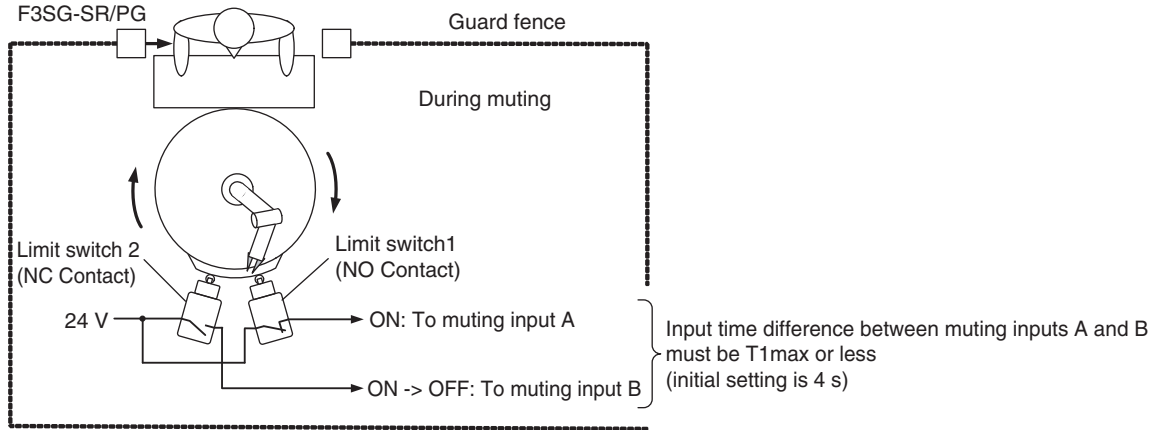 F3SG-SR/PG
Guard fence
During muting
Limit switch 2
(NC Contact)
Limit switch1
(NO Contact)
24 V
ON: To muting input A
ON -> OFF: To muting input B
Input time difference between muting inputs A and B
must be T1max or less
(initial setting is 4 s)